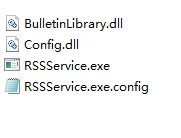 BulletinLibrary.dll
Config.dll
RSSService.exe
RSSService.exe.config